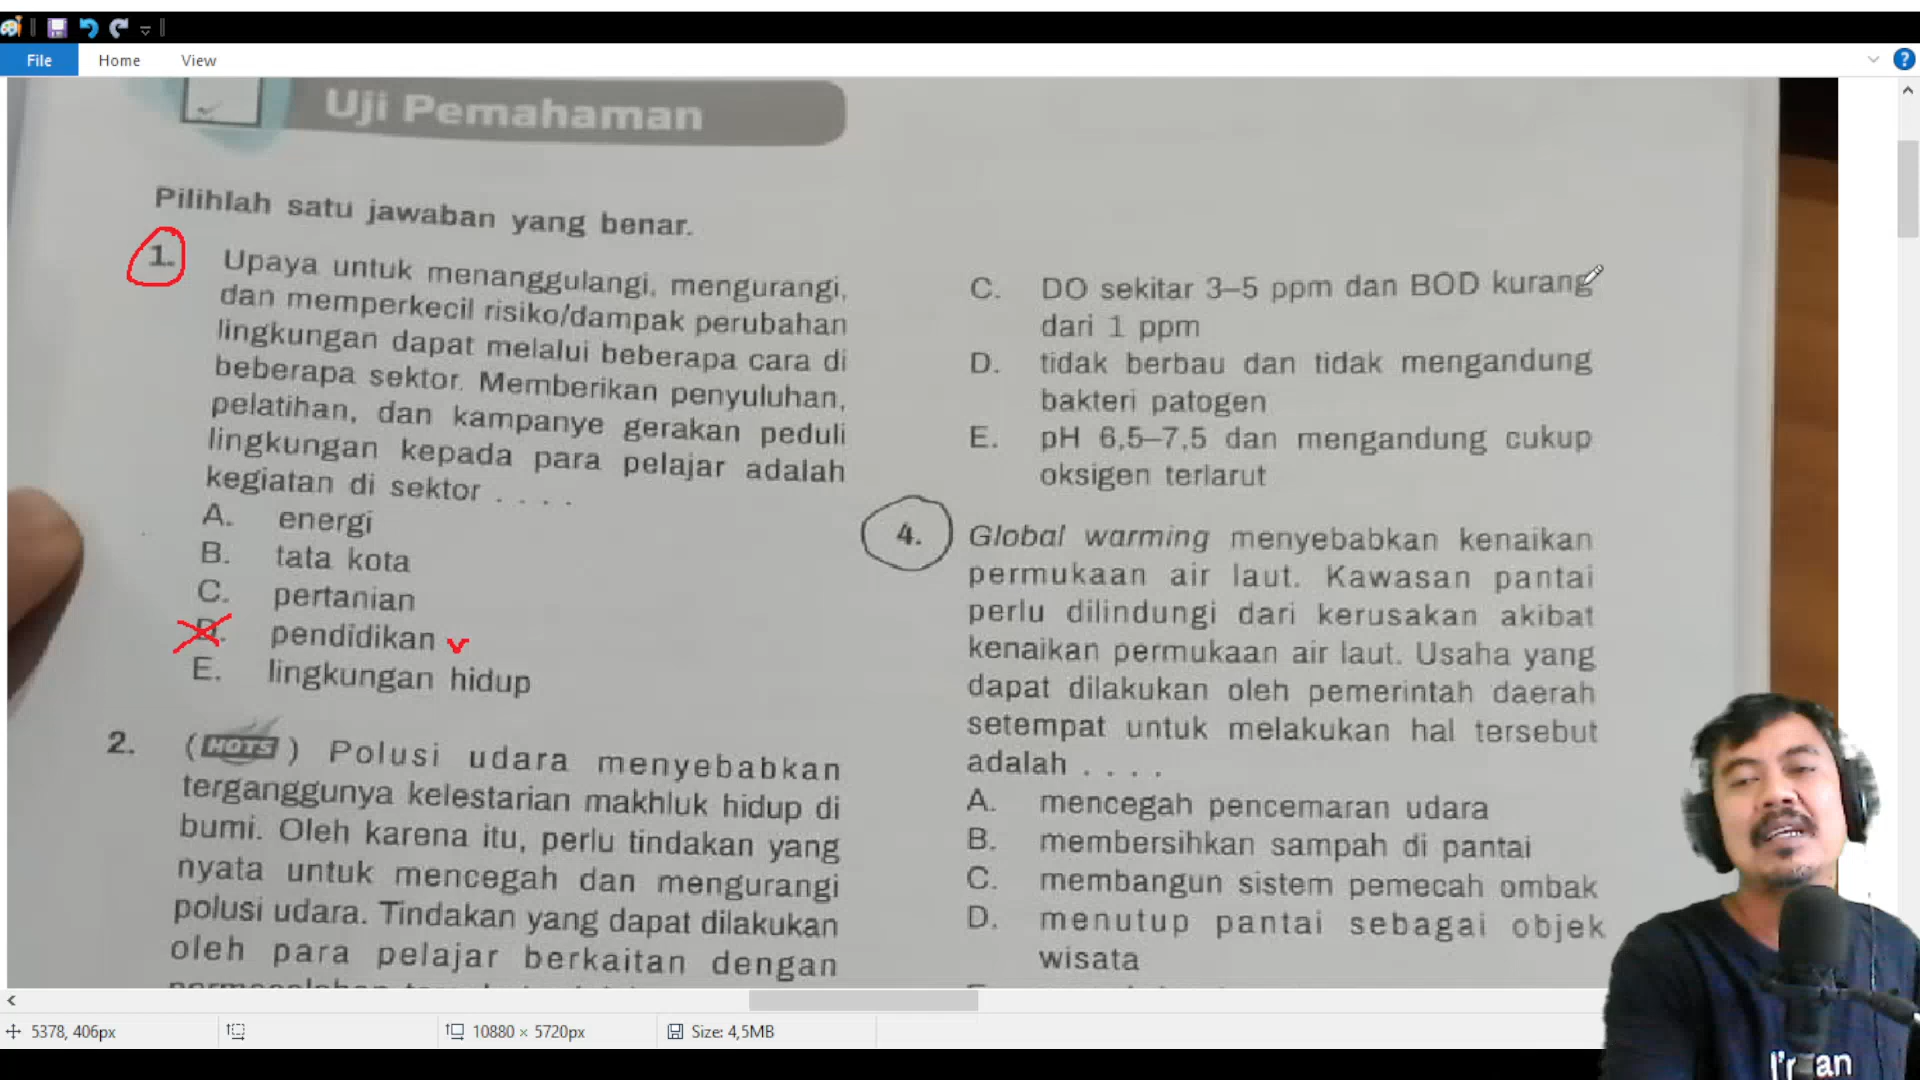 File
Home
View
Uji Pemahaman
Pilihlah satu jawaban yang benar.
1. Upaya untuk menanggulangi, mengurangi,
dan memperkecil risiko/dampak perubahan
lingkungan dapat melalui beberapa cara di
beberapa sektor. Memberikan penyuluhan,
pelatihan, dan kampanye gerakan peduli
lingkungan kepada para pelajar adalah
kegiatan di sektor . . . .
A. energi
B. tata kota
C. pertanian
D. pendidikan
E. lingkungan hidup
2. (HOTS) Polusi udara menyebabkan
terganggunya kelestarian makhluk hidup di
bumi. Oleh karena itu, perlu tindakan yang
nyata untuk mencegah dan mengurangi
polusi udara. Tindakan yang dapat dilakukan
oleh para pelajar berkaitan dengan
C. DO sekitar 3–5 ppm dan BOD kurang
dari 1 ppm
D. tidak berbau dan tidak mengandung
bakteri patogen
E. pH 6,5–7,5 dan mengandung cukup
oksigen terlarut
4. Global warming menyebabkan kenaikan
permukaan air laut. Kawasan pantai
perlu dilindungi dari kerusakan akibat
kenaikan permukaan air laut. Usaha yang
dapat dilakukan oleh pemerintah daerah
setempat untuk melakukan hal tersebut
adalah . . . .
A. mencegah pencemaran udara
B. membersihkan sampah di pantai
C. membangun sistem pemecah ombak
D. menutup pantai sebagai objek
wisata
5378, 406px
10880 × 5720px
Size: 4,5MB